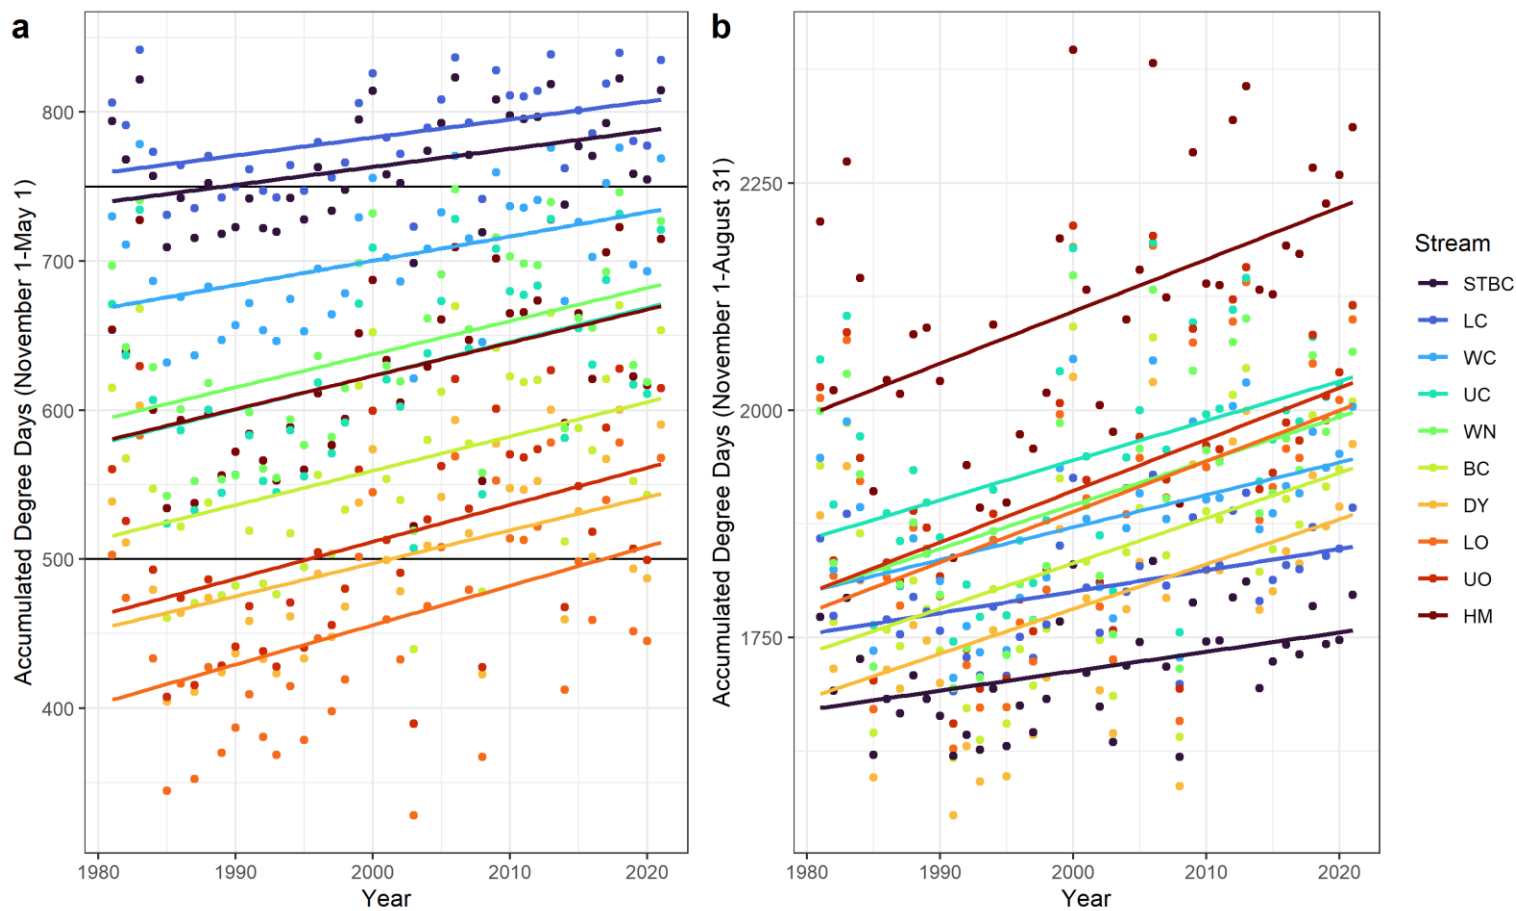 a
b
Accumulated Degree Days (November 1-May 1)
800
700
600
500
400
1980
1990
2000
2010
2020
Year
Accumulated Degree Days (November 1-August 31)
2250
2000
1750
1980
1990
2000
2010
2020
Year
Stream
STBC
LC
WC
UC
WN
BC
DY
LO
UO
HM